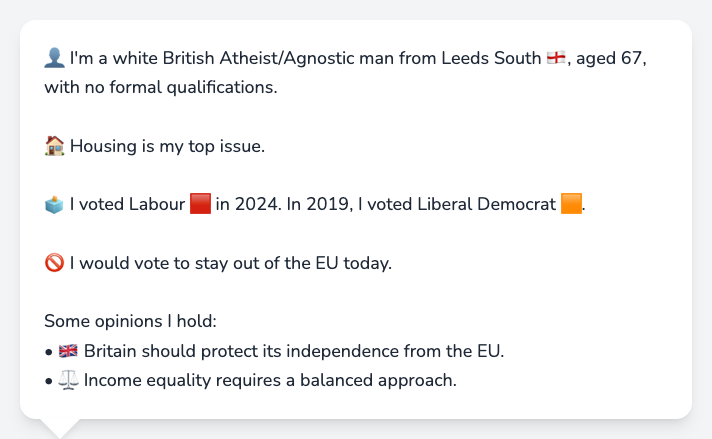 👤 I'm a white British Atheist/Agnostic man from Leeds South 🏴󠁧󠁢󠁥󠁮󠁧󠁿, aged 67,
with no formal qualifications.
🏠 Housing is my top issue.
🗳️ I voted Labour 🟥 in 2024. In 2019, I voted Liberal Democrat 🟧.
🚫 I would vote to stay out of the EU today.
Some opinions I hold:
• 🇬🇧 Britain should protect its independence from the EU.
• ⚖️ Income equality requires a balanced approach.